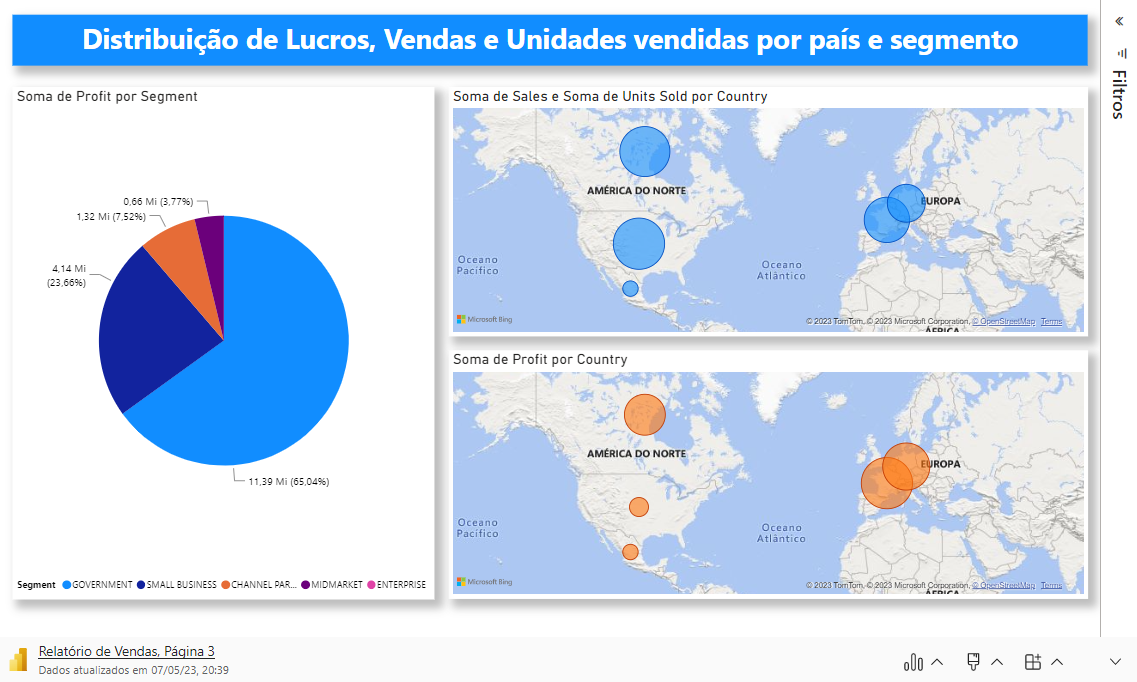 Distribuição de Lucros, Vendas e Unidades vendidas por país e segmento
Filtros
Soma de Profit por Segment
0,66 Mi (3,77%)
1,32 Mi (7,52%)
4,14 Mi
(23,66%)
11,39 Mi (65,04%)
Segment GOVERNMENT SMALL BUSINESS CHANNEL PAR... MIDMARKET ENTERPRISE
Soma de Sales e Soma de Units Sold por Country
AMÉRICA DO NORTE
EUROPA
Oceano
Pacífico
Oceano
Atlântico
Microsoft Bing
© 2023 TomTom, © 2023 Microsoft Corporation, © OpenStreetMap Terms
ÁFRICA
Soma de Profit por Country
AMÉRICA DO NORTE
EUROPA
Oceano
Pacífico
Oceano
Atlântico
Microsoft Bing
© 2023 TomTom, © 2023 Microsoft Corporation, © OpenStreetMap Terms
ÁFRICA
Relatório de Vendas, Página 3
Dados atualizados em 07/05/23, 20:39